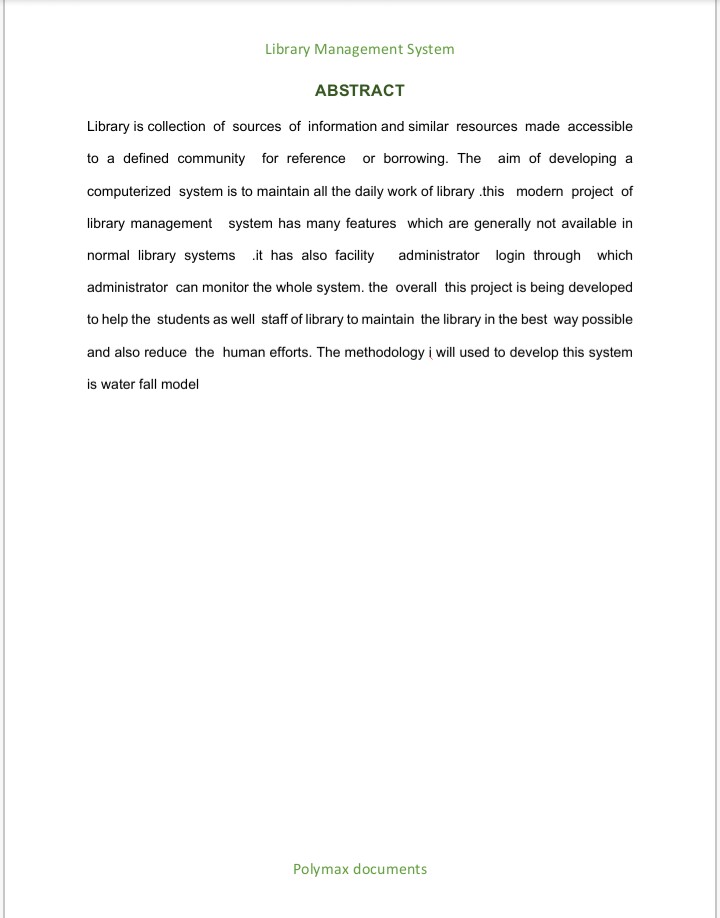 Library Management System
ABSTRACT
Library is collection of sources of information and similar resources made accessible
to a defined community for reference or borrowing. The aim of developing a
computerized system is to maintain all the daily work of library .this modern project of
library management system has many features which are generally not available in
normal library systems .it has also facility administrator login through which
administrator can monitor the whole system. the overall this project is being developed
to help the students as well staff of library to maintain the library in the best way possible
and also reduce the human efforts. The methodology i will used to develop this system
is water fall model
Polymax documents